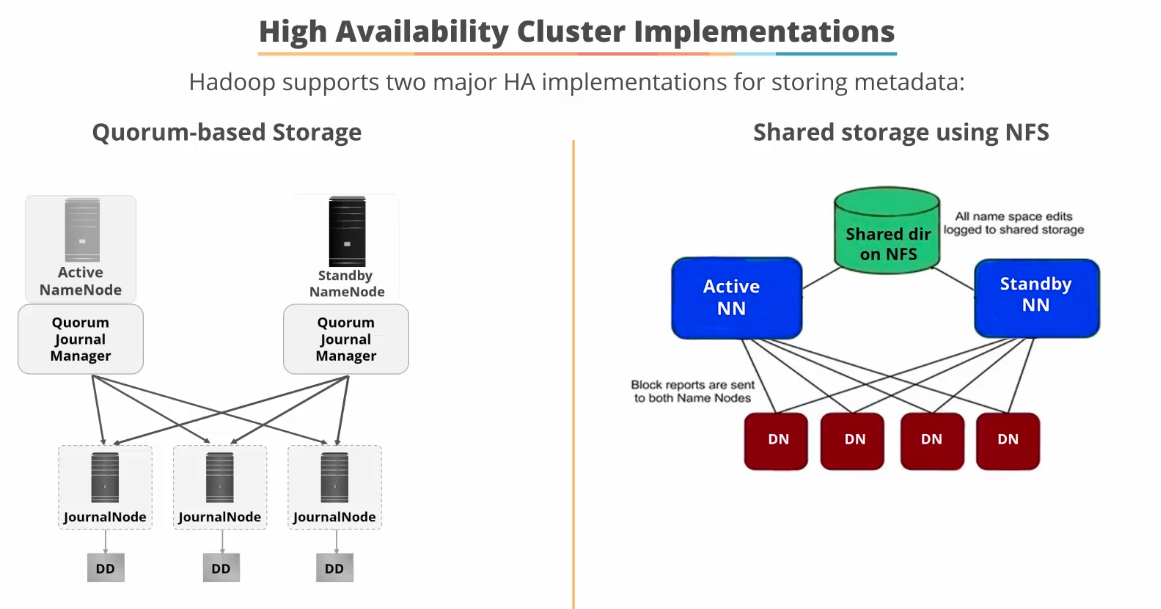 High Availability Cluster Implementations
Hadoop supports two major HA implementations for storing metadata:
Quorum-based Storage
Active
NameNode
Standby
NameNode
Quorum
Journal
Manager
Quorum
Journal
Manager
JournalNode
JournalNode
JournalNode
DD
DD
DD
Shared storage using NFS
Shared dir
on NFS
All name space edits
logged to shared storage
Active
NN
Standby
NN
Block reports are sent
to both Name Nodes
DN
DN
DN
DN